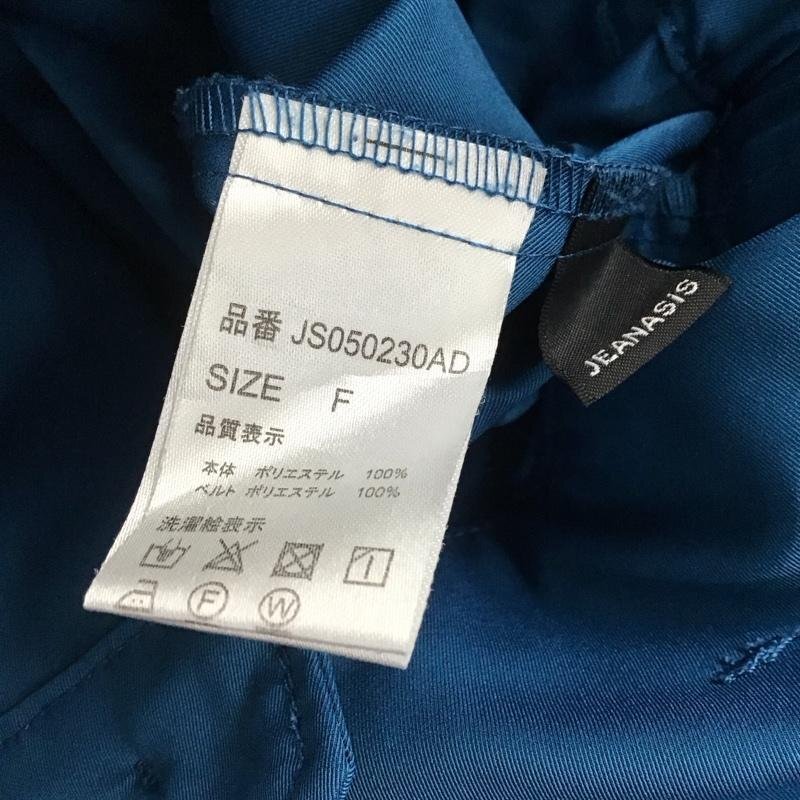 品番 JS050230AD
SIZE F
品質表示
本体 ポリエステル 100%
ベルト ポリエステル 100%
洗濯絵表示
F W
JEANASIS